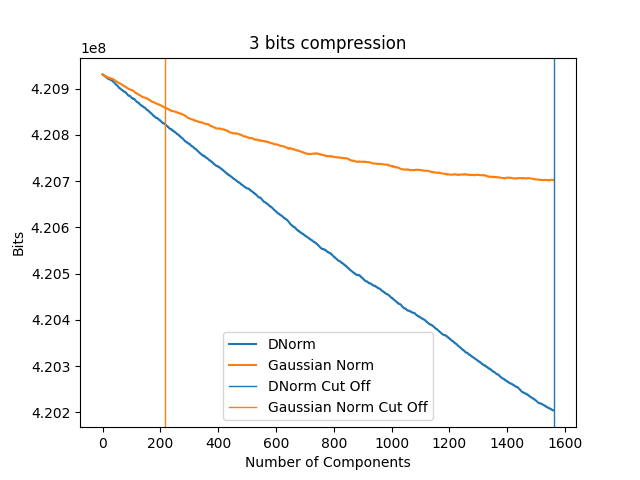 3 bits compression
1e8
4.209
4.208
4.207
4.206
4.205
4.204
4.203
4.202
Bits
DNorm
Gaussian Norm
DNorm Cut Off
Gaussian Norm Cut Off
0 200 400 600 800 1000 1200 1400 1600
Number of Components